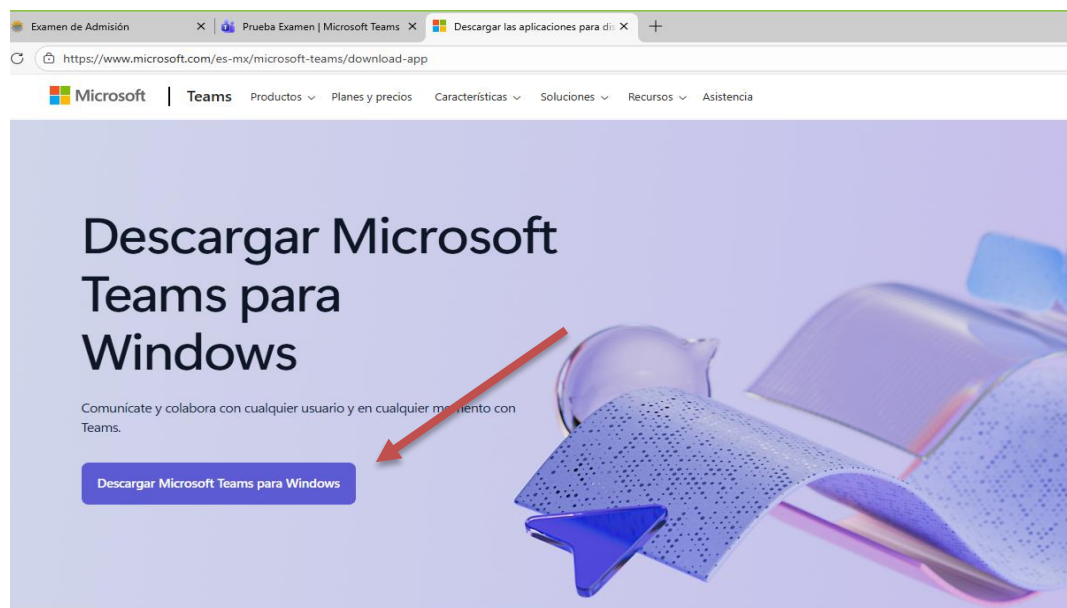 Examen de Admisión
Prueba Examen | Microsoft Teams
Descargar las aplicaciones para dis
https://www.microsoft.com/es-mx/microsoft-teams/download-app
Microsoft | Teams Productos Planes y precios Características Soluciones Recursos Asistencia
Descargar Microsoft
Teams para
Windows
Comunícate y colabora con cualquier usuario y en cualquier momento con
Teams.
Descargar Microsoft Teams para Windows